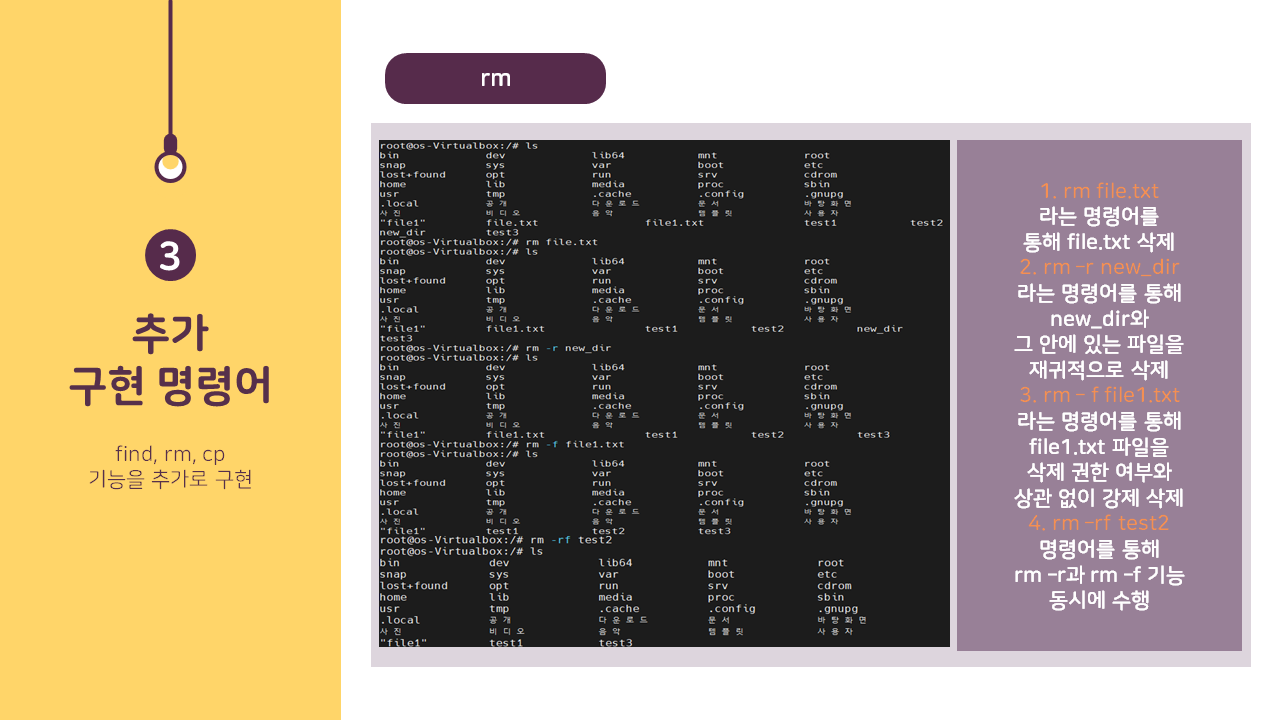 3
추가
구현 명령어
find, rm, cp
기능을 추가로 구현
rm
root@os-Virtualbox:/# ls
bin dev lib64 mnt root
snap sys var boot etc
lost+found opt run srv cdrom
home lib media proc sbin
usr tmp .cache .config .gnupg
.local 공개 다운로드 문서 바탕화면
사진 비디오 음악 템플릿 사용자
"file1" file.txt file1.txt test1 test2
new_dir test3
root@os-Virtualbox:/# rm file.txt
root@os-Virtualbox:/# ls
bin dev lib64 mnt root
snap sys var boot etc
lost+found opt run srv cdrom
home lib media proc sbin
usr tmp .cache .config .gnupg
.local 공개 다운로드 문서 바탕화면
사진 비디오 음악 템플릿 사용자
"file1" file1.txt test1 test2 new_dir
test3
root@os-Virtualbox:/# rm -r new_dir
root@os-Virtualbox:/# ls
bin dev lib64 mnt root
snap sys var boot etc
lost+found opt run srv cdrom
home lib media proc sbin
usr tmp .cache .config .gnupg
.local 공개 다운로드 문서 바탕화면
사진 비디오 음악 템플릿 사용자
"file1" file1.txt test1 test2 test3
root@os-Virtualbox:/# rm -f file1.txt
root@os-Virtualbox:/# ls
bin dev lib64 mnt root
snap sys var boot etc
lost+found opt run srv cdrom
home lib media proc sbin
usr tmp .cache .config .gnupg
.local 공개 다운로드 문서 바탕화면
사진 비디오 음악 템플릿 사용자
"file1" test1 test2 test3
root@os-Virtualbox:/# rm -rf test2
root@os-Virtualbox:/# ls
bin dev lib64 mnt root
snap sys var boot etc
lost+found opt run srv cdrom
home lib media proc sbin
usr tmp .cache .config .gnupg
.local 공개 다운로드 문서 바탕화면
사진 비디오 음악 템플릿 사용자
"file1" test1 test3
1. rm file.txt
라는 명령어를
통해 file.txt 삭제
2. rm –r new_dir
라는 명령어를 통해
new_dir와
그 안에 있는 파일을
재귀적으로 삭제
3. rm – f file1.txt
라는 명령어를 통해
file1.txt 파일을
삭제 권한 여부와
상관 없이 강제 삭제
4. rm –rf test2
명령어를 통해
rm –r과 rm –f 기능
동시에 수행